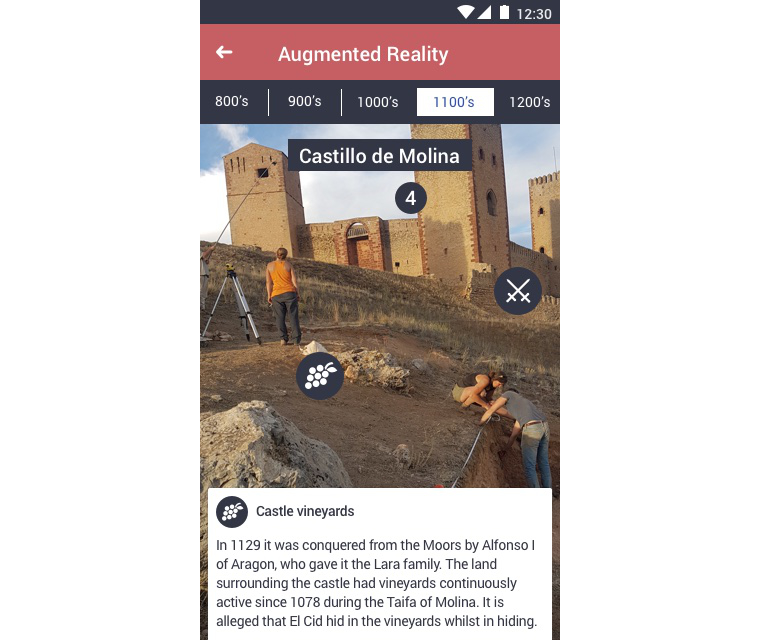 12:30
Augmented Reality
800’s 900’s 1000’s 1100’s 1200’s
Castillo de Molina
4
Castle vineyards
In 1129 it was conquered from the Moors by Alfonso I
of Aragon, who gave it the Lara family. The land
surrounding the castle had vineyards continuously
active since 1078 during the Taifa of Molina. It is
alleged that El Cid hid in the vineyards whilst in hiding.